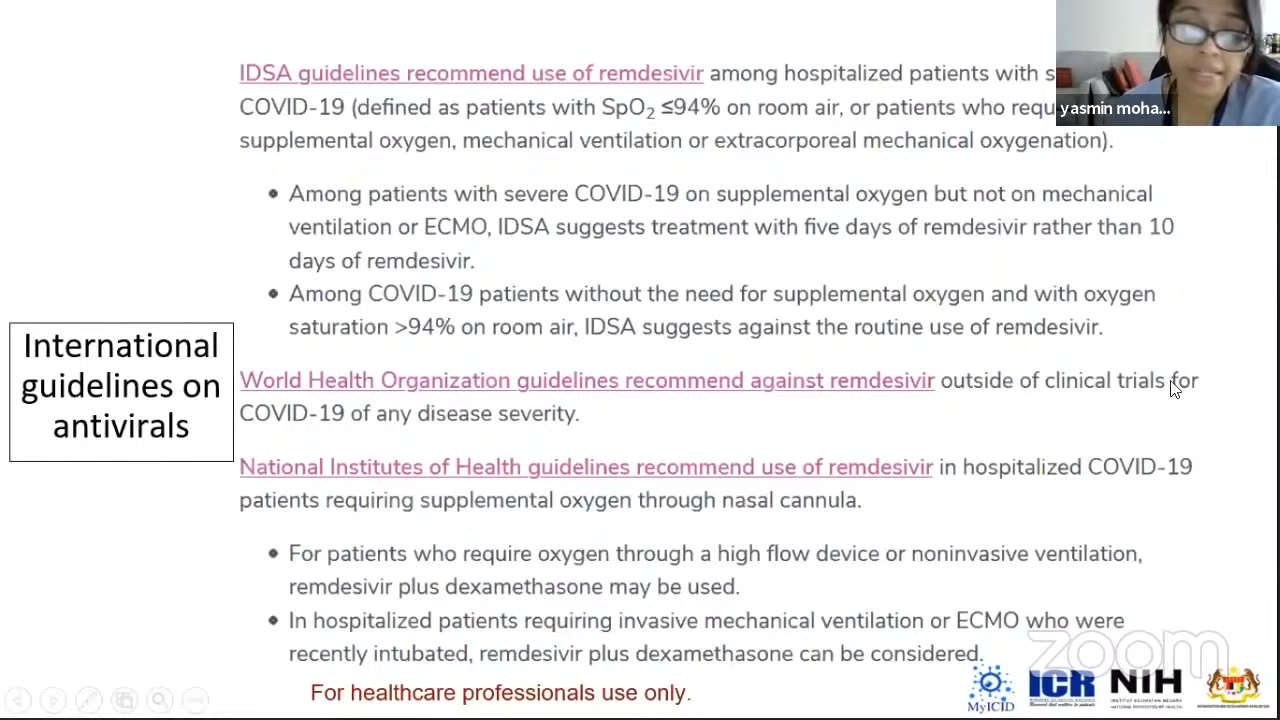 IDSA guidelines recommend use of remdesivir among hospitalized patients with s
COVID-19 (defined as patients with SpO₂ ≤94% on room air, or patients who requ
yasmin moha...
supplemental oxygen, mechanical ventilation or extracorporeal mechanical oxygenation).
• Among patients with severe COVID-19 on supplemental oxygen but not on mechanical
ventilation or ECMO, IDSA suggests treatment with five days of remdesivir rather than 10
days of remdesivir.
• Among COVID-19 patients without the need for supplemental oxygen and with oxygen
saturation >94% on room air, IDSA suggests against the routine use of remdesivir.
International
guidelines on
antivirals
World Health Organization guidelines recommend against remdesivir outside of clinical trials for
COVID-19 of any disease severity.
National Institutes of Health guidelines recommend use of remdesivir in hospitalized COVID-19
patients requiring supplemental oxygen through nasal cannula.
• For patients who require oxygen through a high flow device or noninvasive ventilation,
remdesivir plus dexamethasone may be used.
• In hospitalized patients requiring invasive mechanical ventilation or ECMO who were
recently intubated, remdesivir plus dexamethasone can be considered.
zoom
For healthcare professionals use only.
MyICID
ICR
NIH